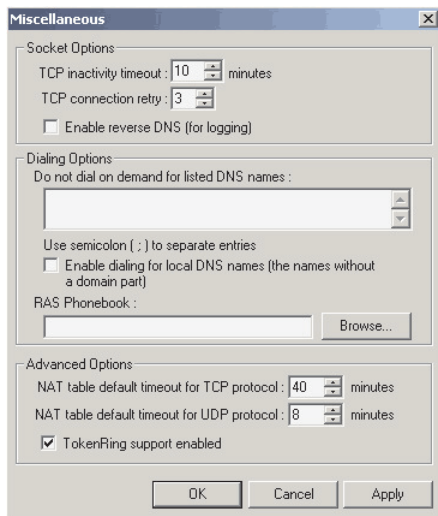 Miscellaneous
Socket Options
TCP inactivity timeout : 10 minutes
TCP connection retry : 3
Enable reverse DNS (for logging)
Dialing Options
Do not dial on demand for listed DNS names :
Use semicolon ( ; ) to separate entries
Enable dialing for local DNS names (the names without
a domain part)
RAS Phonebook :
Browse...
Advanced Options
NAT table default timeout for TCP protocol : 40 minutes
NAT table default timeout for UDP protocol : 8 minutes
TokenRing support enabled
OK Cancel Apply